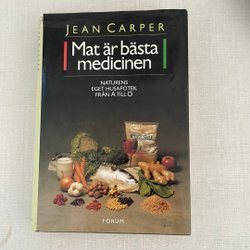 JEAN CARPER
Mat är bästa
medicinen
NATURENS
EGET HUSAPOTEK
FRÅN A TILL Ö
FORUM